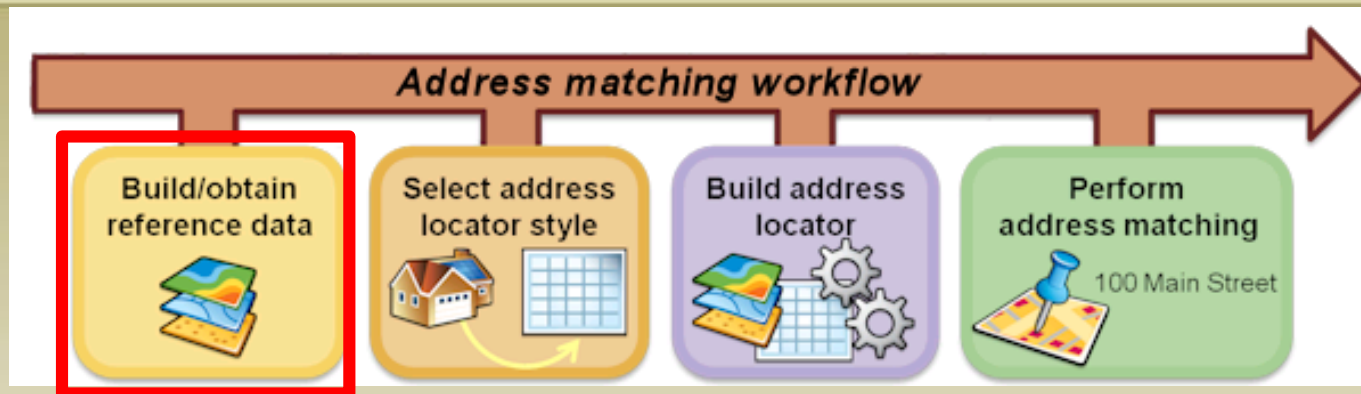 Address matching workflow
Build/obtain
reference data
Select address
locator style
Build address
locator
Perform
address matching
100 Main Street